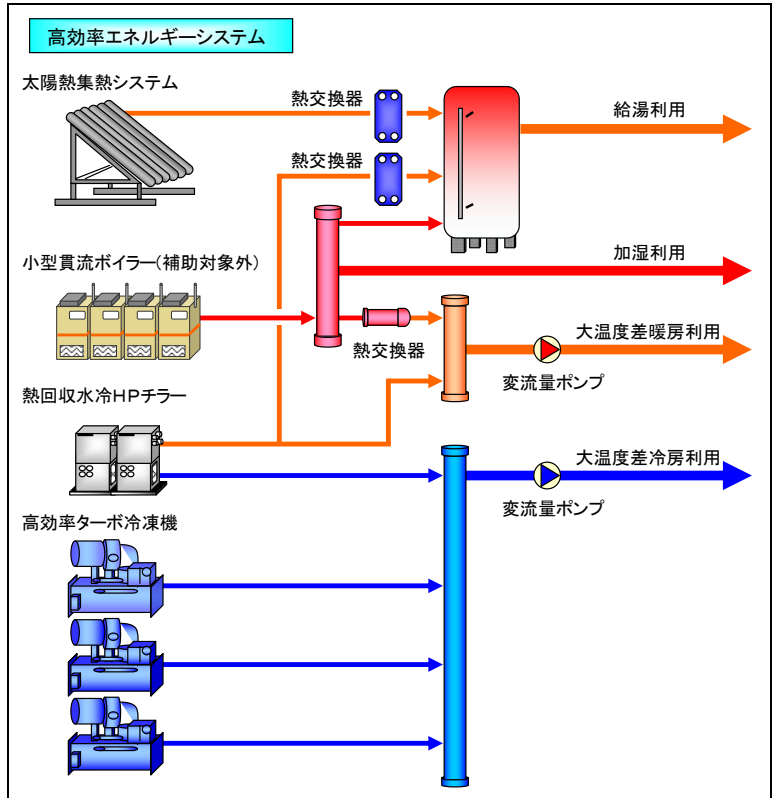 高効率エネルギーシステム
太陽熱集熱システム
熱交換器
給湯利用
熱交換器
小型貫流ボイラー(補助対象外)
加湿利用
大温度差暖房利用
熱交換器
変流量ポンプ
熱回収水冷HPチラー
大温度差冷房利用
変流量ポンプ
高効率ターボ冷凍機